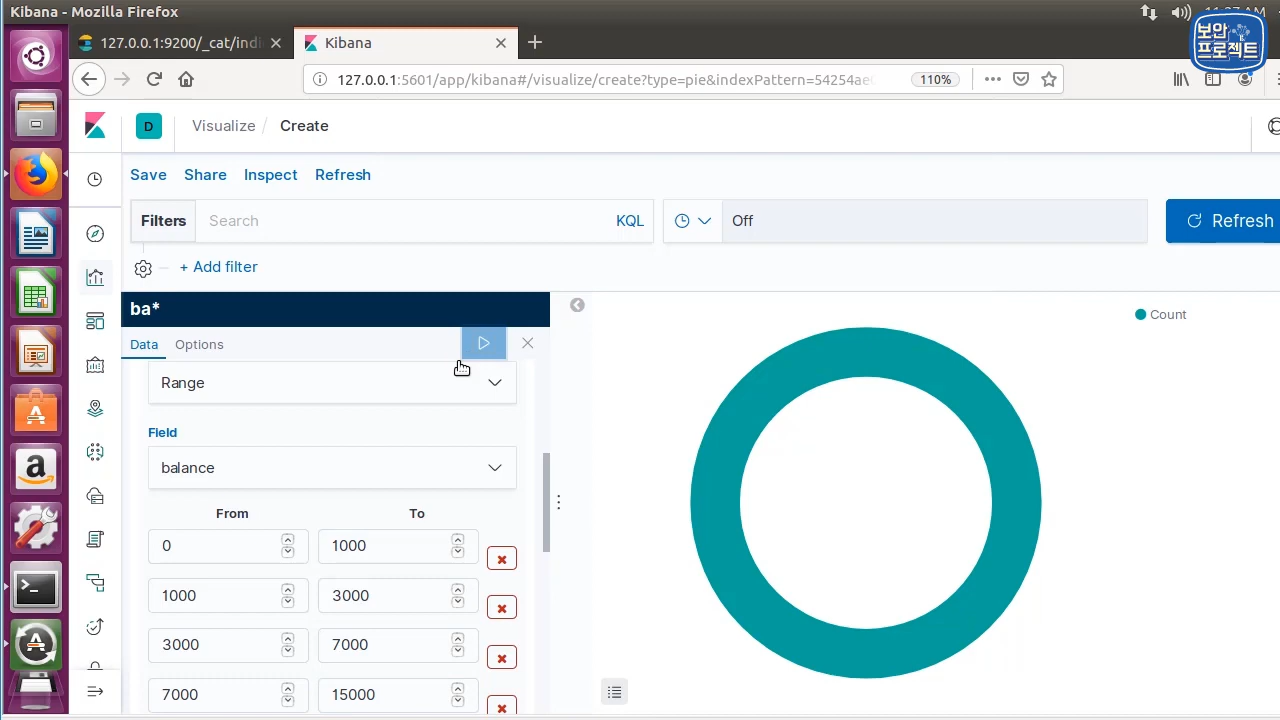 Kibana - Mozilla Firefox
보안
프로젝트
127.0.0.1:9200/_cat/indi
Kibana
127.0.0.1:5601/app/kibana#/visualize/create?type=pie&indexPattern=54254ae
110%
D
Visualize / Create
Save
Share
Inspect
Refresh
Filters
Search
KQL
Off
Refresh
+ Add filter
ba*
Data
Options
Range
Field
balance
From
To
0
1000
1000
3000
3000
7000
7000
15000
Count